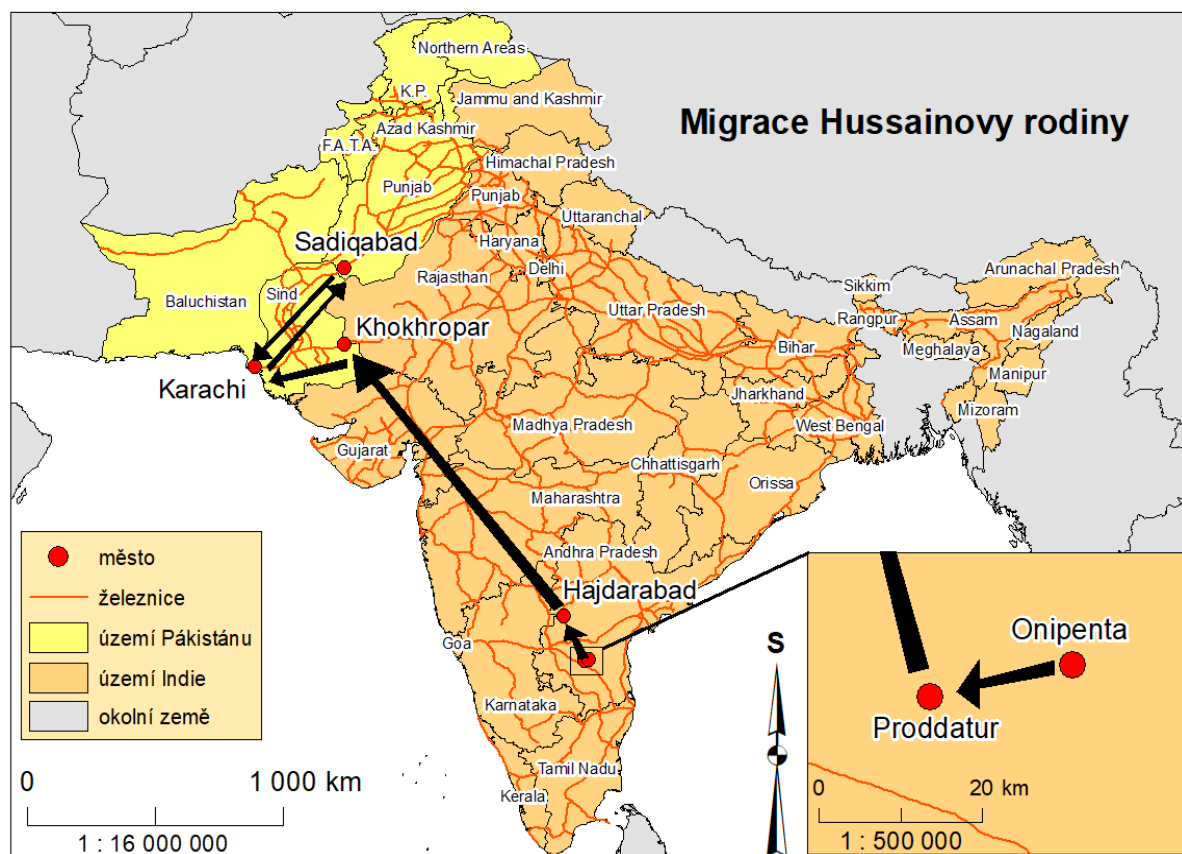 Migrace Hussainovy rodiny
Northern Areas
K.P.
Jammu and Kashmir
Azad Kashmir
F.A.T.A.
Himachal Pradesh
Punjab
Punjab
Uttaranchal
Sadiqabad
Haryana
Delhi
Rajasthan
Baluchistan
Sind
Arunachal Pradesh
Sikkim
Uttar Pradesh
Rangpur
Assam
Nagaland
Khokhropar
Bihar
Meghalaya
Manipur
Karachi
Jharkhand
Mizoram
Madhya Pradesh
West Bengal
Gujarat
Chhattisgarh
Orissa
Maharashtra
Andhra Pradesh
Hajdarabad
Goa
Karnataka
Tamil Nadu
Kerala
město
železnice
území Pákistánu
území Indie
okolní země
0 1 000 km
1 : 16 000 000
S
Onipenta
Proddatur
0 20 km
1 : 500 000